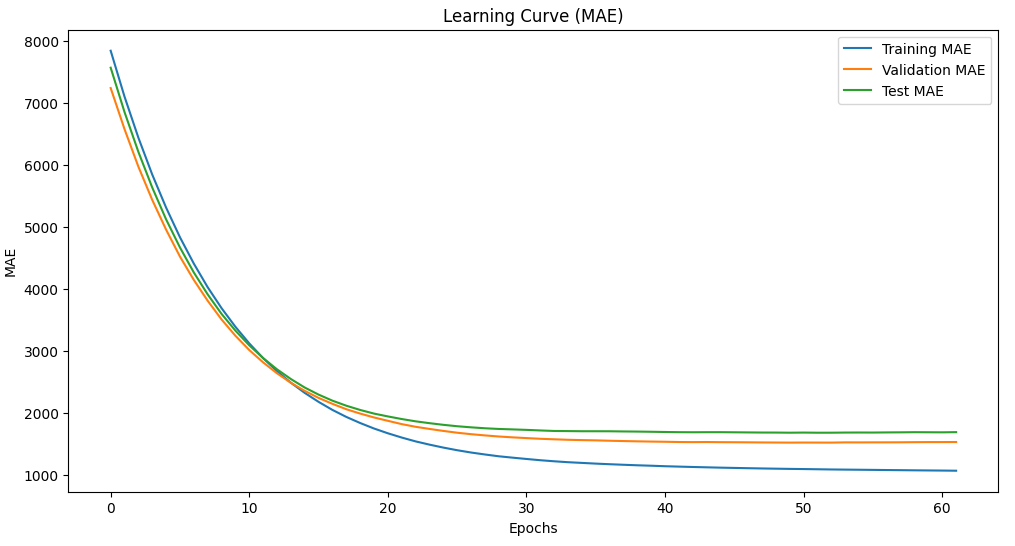 Learning Curve (MAE)
8000
7000
6000
5000
4000
3000
2000
1000
MAE
Training MAE
Validation MAE
Test MAE
0 10 20 30 40 50 60
Epochs